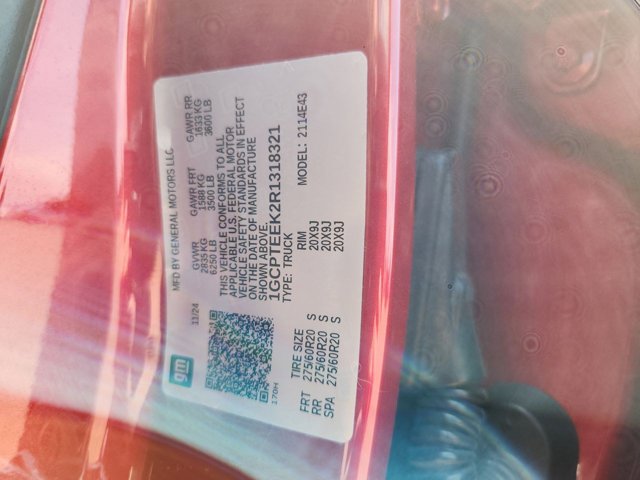 gm
MFD BY GENERAL MOTORS LLC
11/24
GVWR GAWR FRT GAWR RR
2835 KG 1588 KG 1633 KG
6250 LB 3500 LB 3600 LB
THIS VEHICLE CONFORMS TO ALL
APPLICABLE U.S. FEDERAL MOTOR
VEHICLE SAFETY STANDARDS IN EFFECT
ON THE DATE OF MANUFACTURE
SHOWN ABOVE.
1GCPTEEK2R1318321
TYPE: TRUCK MODEL: 2114E43
170H
TIRE SIZE RIM
FRT 275/60R20 S 20X9J
RR 275/60R20 S 20X9J
SPA 275/60R20 S 20X9J